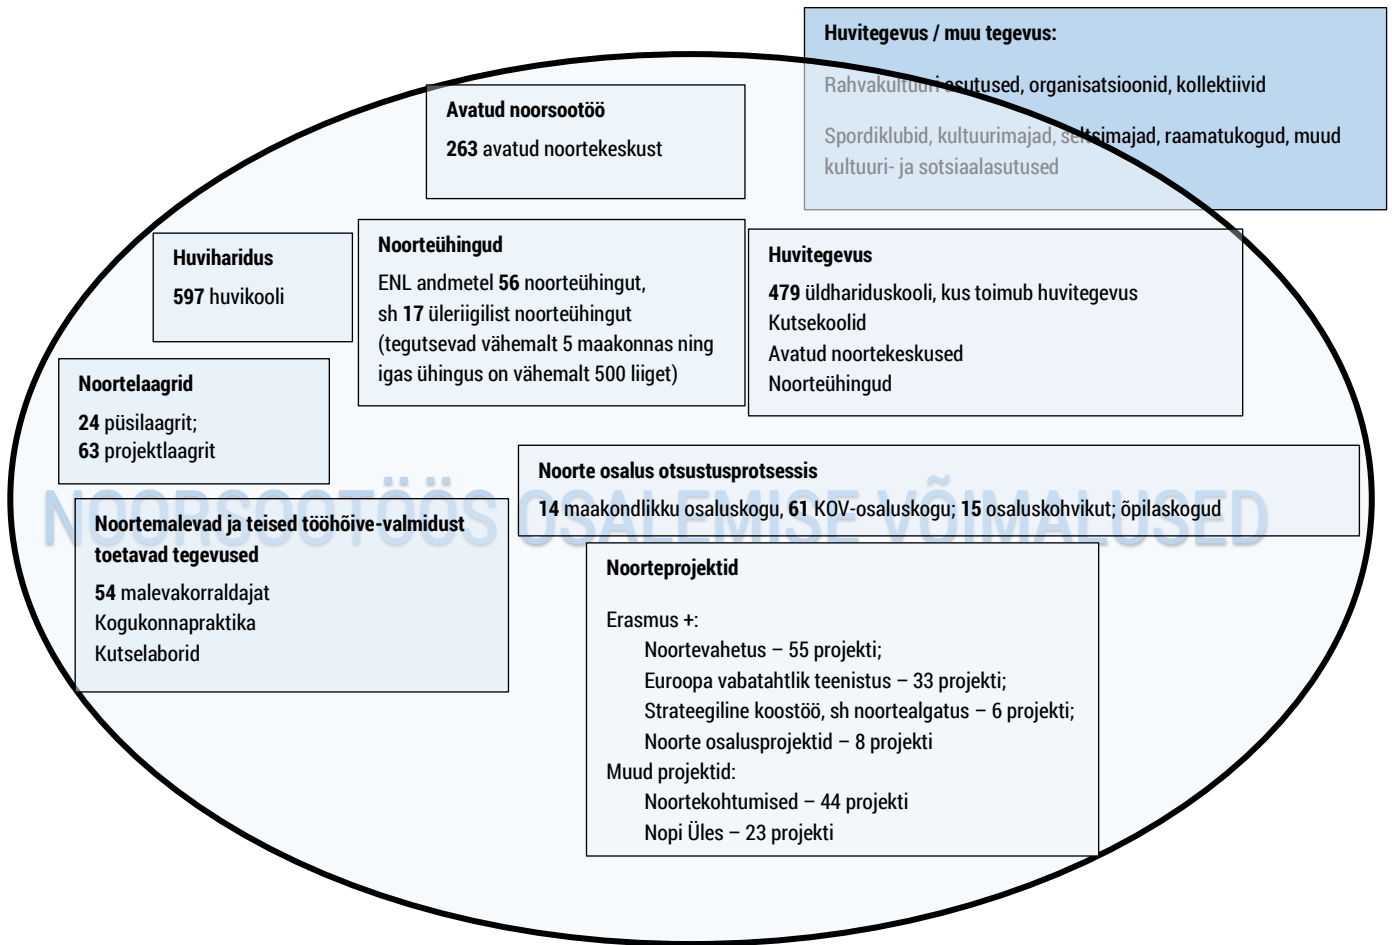 Huvitegevus / muu tegevus:
Rahvakultuuri asutused, organisatsioonid, kollektiivid
Spordiklubid, kultuurimajad, seltsimajad, raamatukogud, muud
kultuuri- ja sotsiaalasutused
Avatud noorsootöö
263 avatud noortekeskust
Huviharidus
597 huvikooli
Noorteühingud
ENL andmetel 56 noorteühingut,
sh 17 üleriigilist noorteühingut
(tegutsevad vähemalt 5 maakonnas ning
igas ühingus on vähemalt 500 liiget)
Huvitegevus
479 üldhariduskooli, kus toimub huvitegevus
Kutsekoolid
Avatud noortekeskused
Noorteühingud
Noortelaagrid
24 püsilaagrit;
63 projektlaagrit
Noorte osalus otsustusprotsessis
14 maakondlikku osaluskogu, 61 KOV-osaluskogu; 15 osaluskohvikut; õpilaskogud
NOORSOOTÖÖS OSALEMISE VÕIMALUSED
Noortemalevad ja teised tööhõive-valmidust
toetavad tegevused
54 malevakorraldajat
Kogukonnapraktika
Kutselaborid
Noorteprojektid
Erasmus +:
Noortevahetus – 55 projekti;
Euroopa vabatahtlik teenistus – 33 projekti;
Strateegiline koostöö, sh noortealgatus – 6 projekti;
Noorte osalusprojektid – 8 projekti
Muud projektid:
Noortekohtumised – 44 projekti
Nopi Üles – 23 projekti